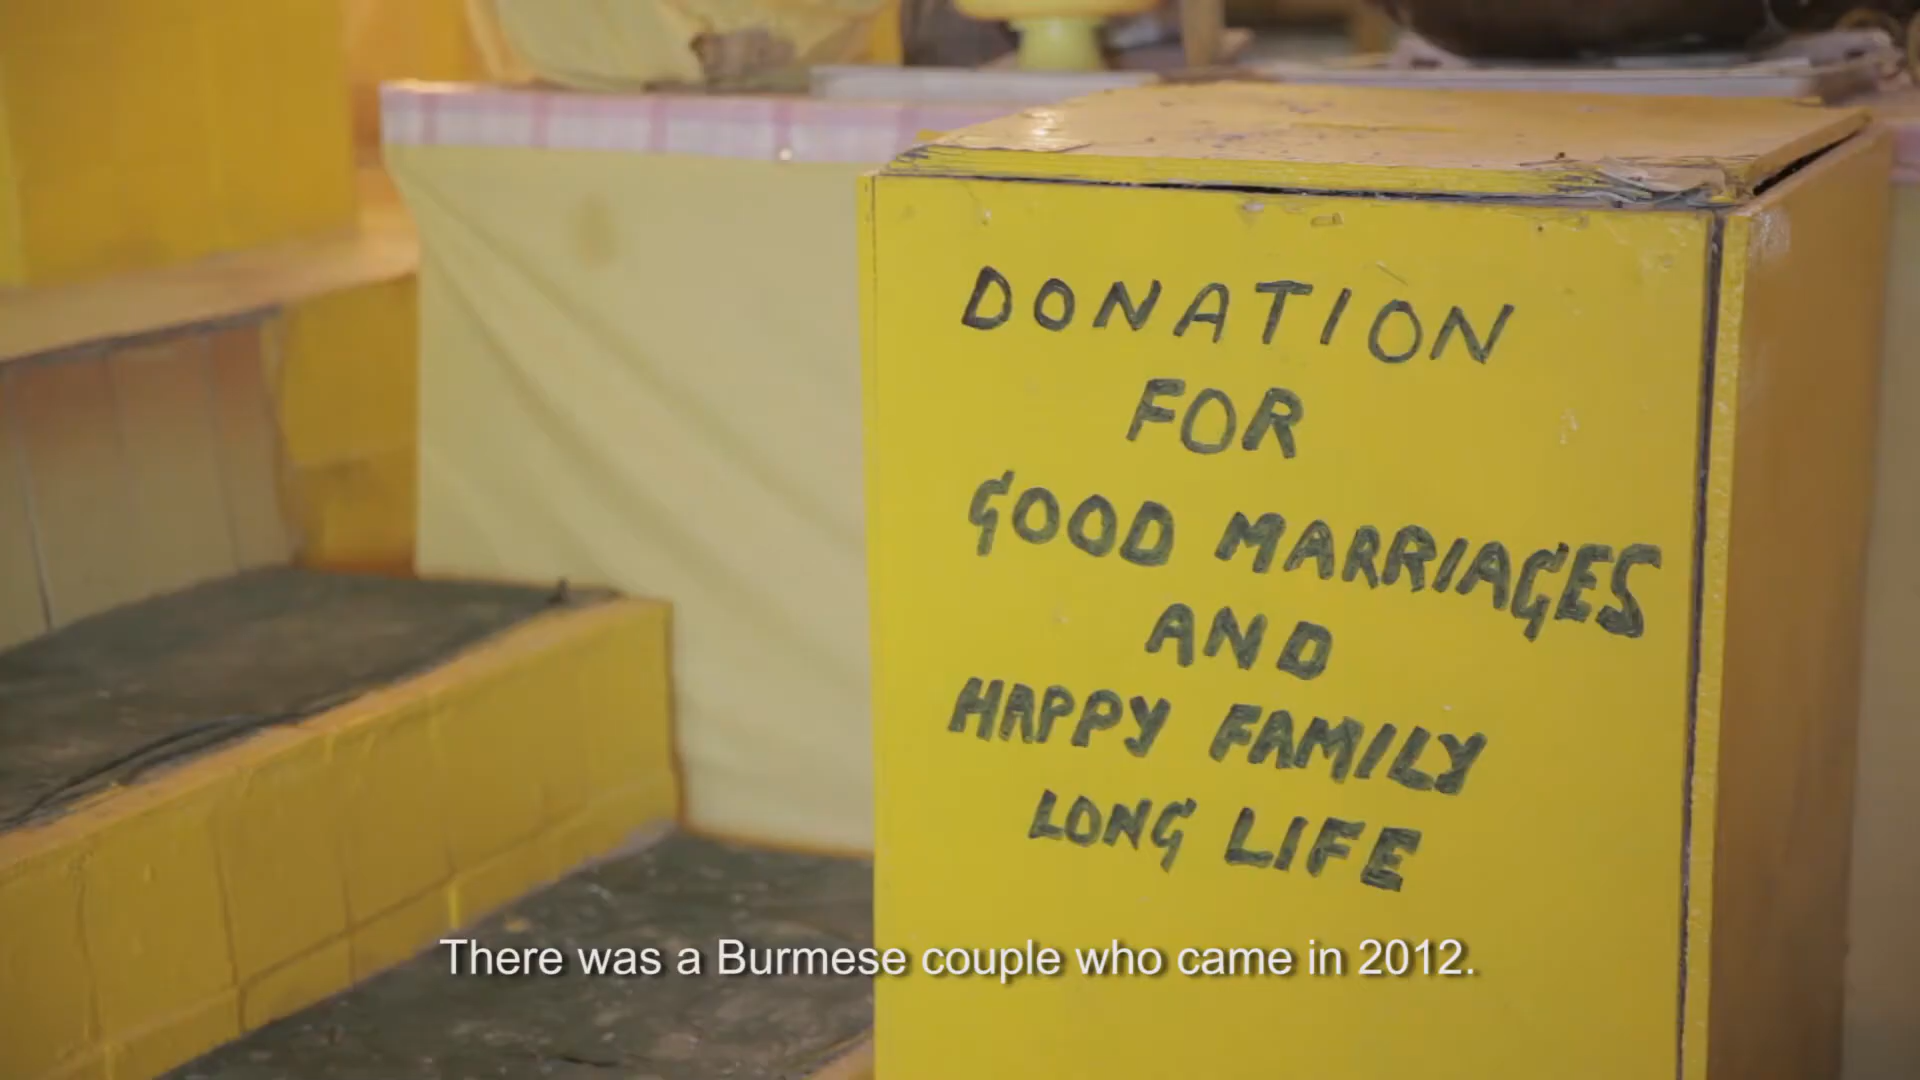 DONATION
FOR
GOOD MARRIAGES
AND
HAPPY FAMILY
LONG LIFE
There was a Burmese couple who came in 2012.